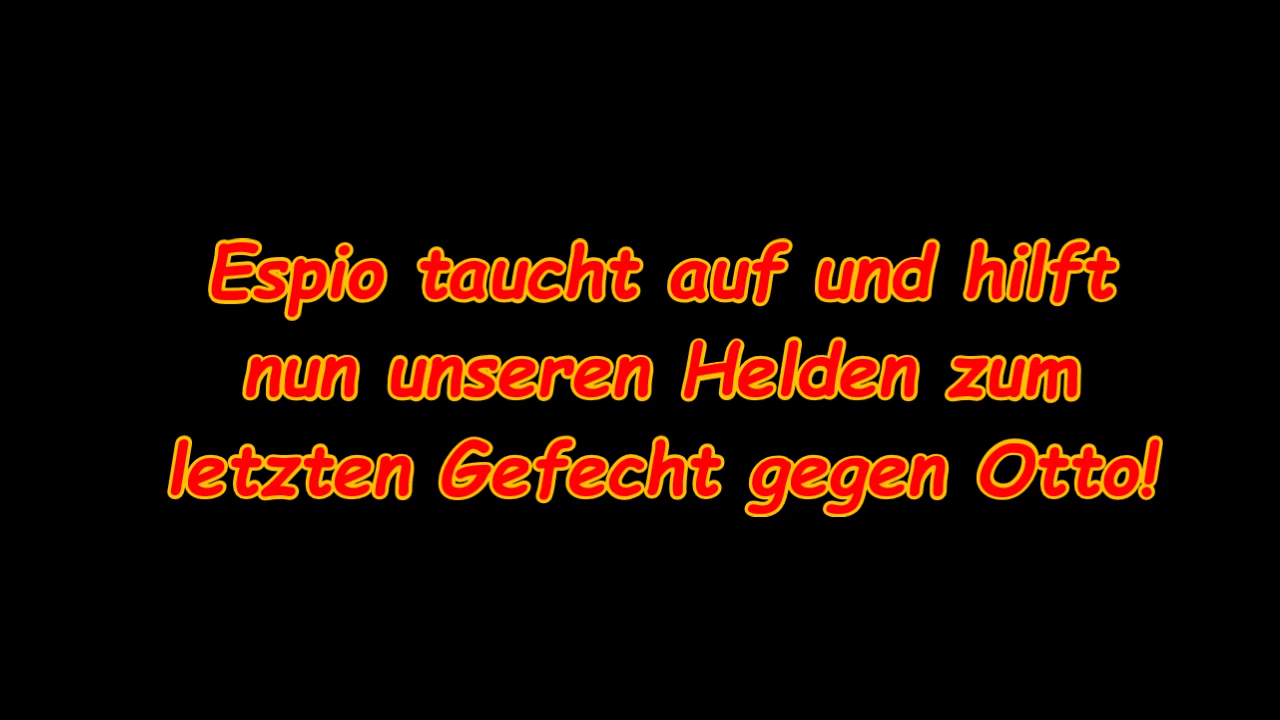 Espio taucht auf und hilft
nun unseren Helden zum
letzten Gefecht gegen Otto!